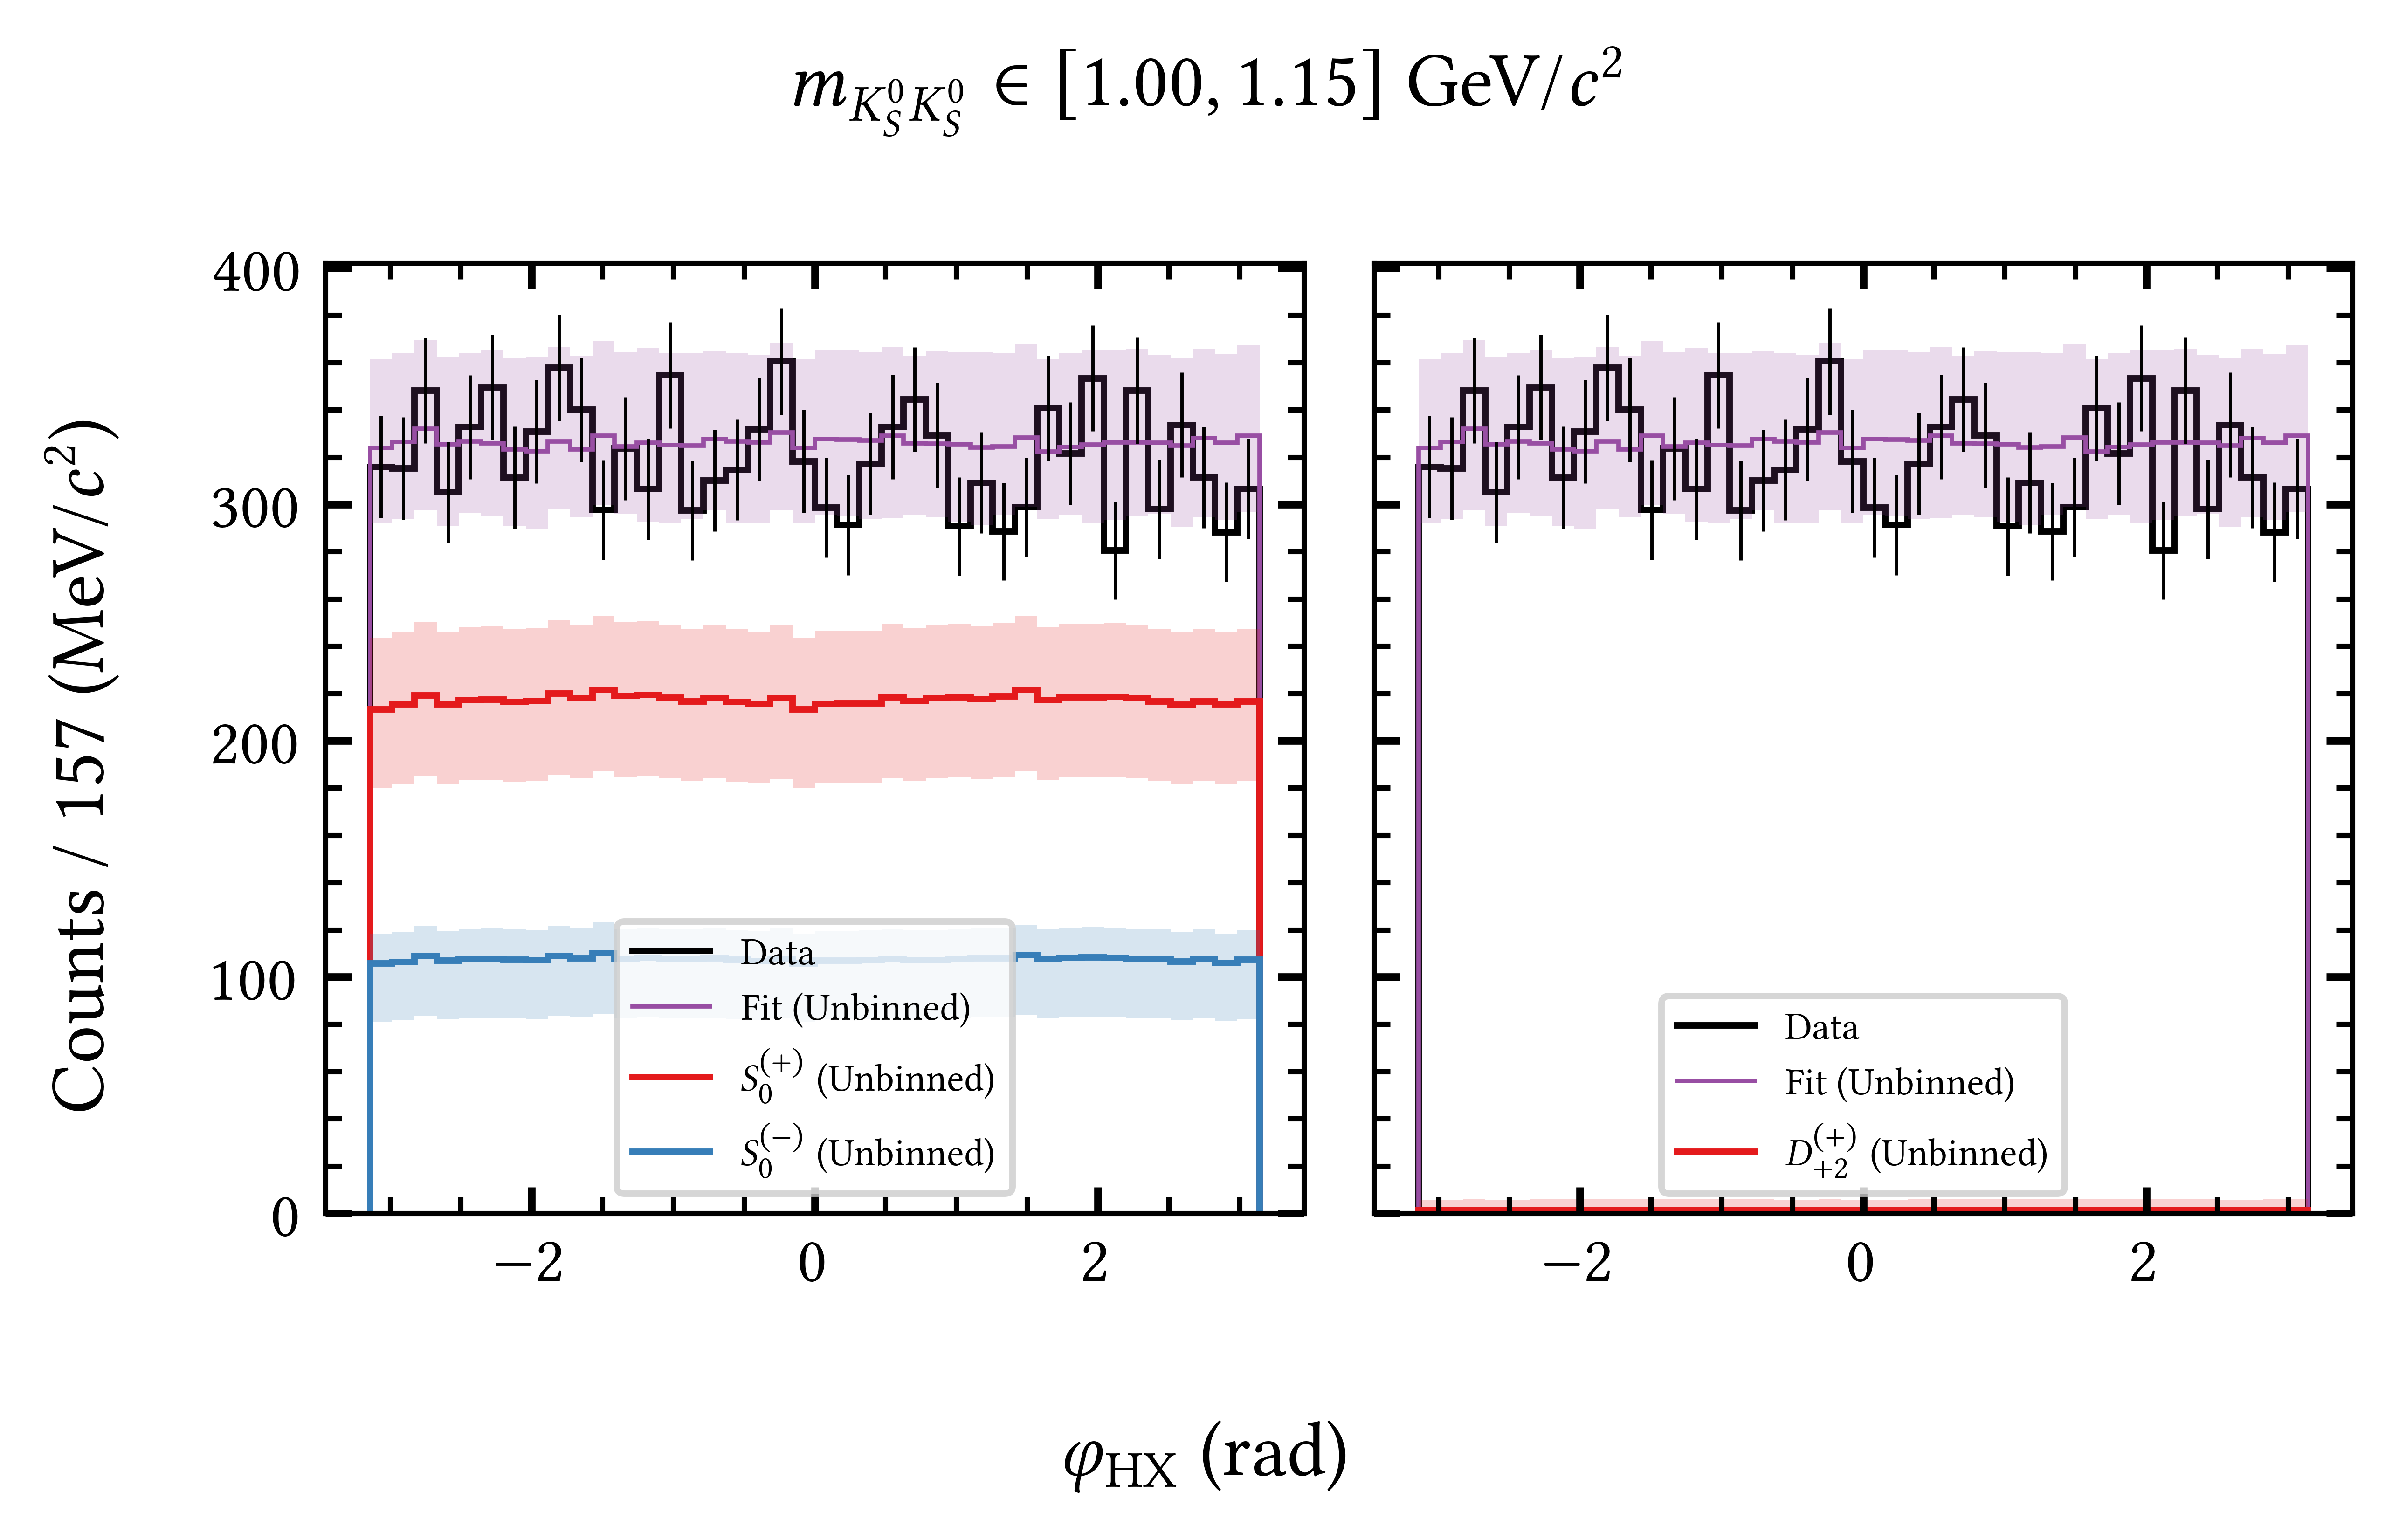 m_{K_S^0 K_S^0} ∈ [1.00, 1.15] GeV/c²
Counts / 157 (MeV/c²)
400
300
200
100
0
Data
Fit (Unbinned)
S_0^{(+)} (Unbinned)
S_0^{(−)} (Unbinned)
−2
0
2
Data
Fit (Unbinned)
D_{+2}^{(+)} (Unbinned)
−2
0
2
φ_{HX} (rad)